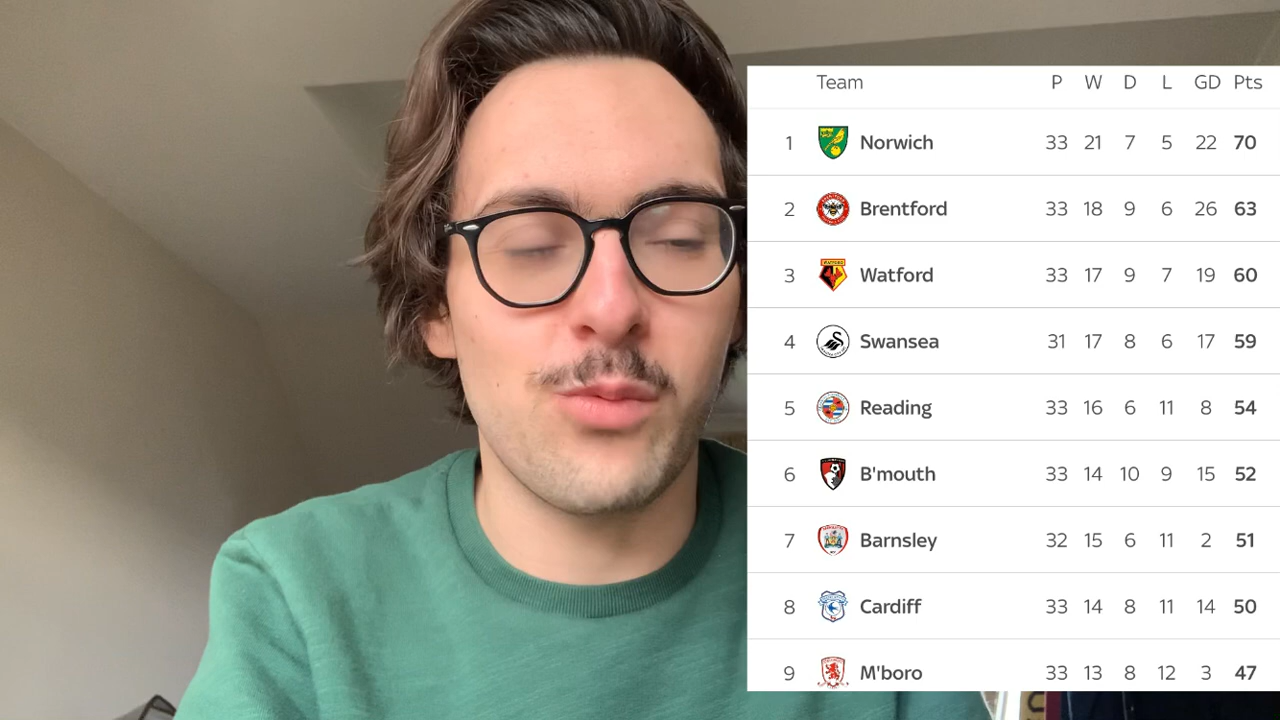 Team P W D L GD Pts
1 Norwich 33 21 7 5 22 70
2 Brentford 33 18 9 6 26 63
3 Watford 33 17 9 7 19 60
4 Swansea 31 17 8 6 17 59
5 Reading 33 16 6 11 8 54
6 B'mouth 33 14 10 9 15 52
7 Barnsley 32 15 6 11 2 51
8 Cardiff 33 14 8 11 14 50
9 M'boro 33 13 8 12 3 47